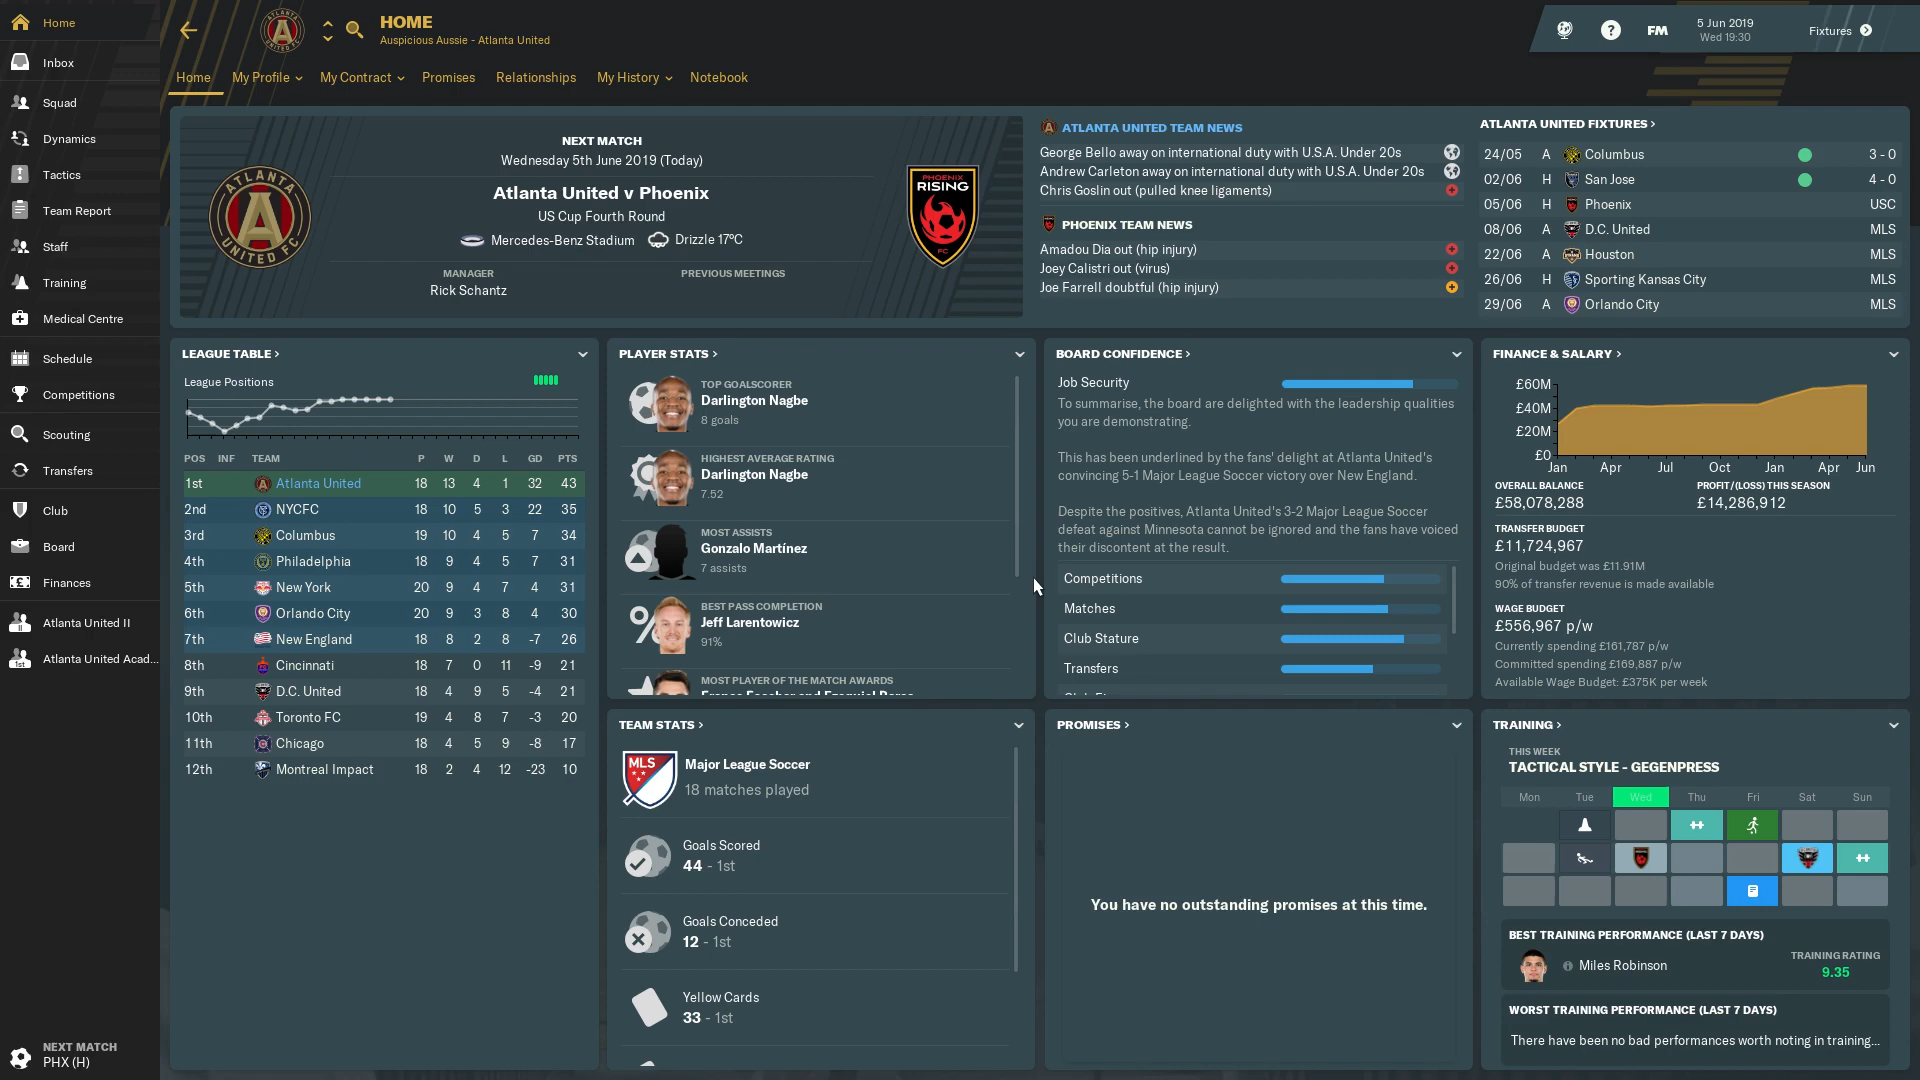 Home
Inbox
Squad
Dynamics
Tactics
Team Report
Staff
Training
Medical Centre
Schedule
Competitions
Scouting
Transfers
Club
Board
Finances
Atlanta United II
Atlanta United Acad...
NEXT MATCH
PHX (H)
HOME
Auspicious Aussie - Atlanta United
FM
5 Jun 2019
Wed 19:30
Fixtures
Home My Profile My Contract Promises Relationships My History Notebook
NEXT MATCH
Wednesday 5th June 2019 (Today)
Atlanta United v Phoenix
US Cup Fourth Round
Mercedes-Benz Stadium Drizzle 17ºC
MANAGER
Rick Schantz
PREVIOUS MEETINGS
ATLANTA UNITED FC
PHOENIX
RISING
FC
ATLANTA UNITED TEAM NEWS
George Bello away on international duty with U.S.A. Under 20s
Andrew Carleton away on international duty with U.S.A. Under 20s
Chris Goslin out (pulled knee ligaments)
PHOENIX TEAM NEWS
Amadou Dia out (hip injury)
Joey Calistri out (virus)
Joe Farrell doubtful (hip injury)
ATLANTA UNITED FIXTURES >
24/05 A Columbus 3 - 0
02/06 H San Jose 4 - 0
05/06 H Phoenix USC
08/06 A D.C. United MLS
22/06 A Houston MLS
26/06 H Sporting Kansas City MLS
29/06 A Orlando City MLS
LEAGUE TABLE >
League Positions
POS INF TEAM P W D L GD PTS
1st Atlanta United 18 13 4 1 32 43
2nd NYCFC 18 10 5 3 22 35
3rd Columbus 19 10 4 5 7 34
4th Philadelphia 18 9 4 5 7 31
5th New York 20 9 4 7 4 31
6th Orlando City 20 9 3 8 4 30
7th New England 18 8 2 8 -7 26
8th Cincinnati 18 7 0 11 -9 21
9th D.C. United 18 4 9 5 -4 21
10th Toronto FC 19 4 8 7 -3 20
11th Chicago 18 4 5 9 -8 17
12th Montreal Impact 18 2 4 12 -23 10
PLAYER STATS >
TOP GOALSCORER
Darlington Nagbe
8 goals
HIGHEST AVERAGE RATING
Darlington Nagbe
7.52
MOST ASSISTS
Gonzalo Martínez
7 assists
BEST PASS COMPLETION
Jeff Larentowicz
91%
MOST PLAYER OF THE MATCH AWARDS
TEAM STATS >
MLS
Major League Soccer
18 matches played
Goals Scored
44 - 1st
Goals Conceded
12 - 1st
Yellow Cards
33 - 1st
BOARD CONFIDENCE >
Job Security
To summarise, the board are delighted with the leadership qualities
you are demonstrating.
This has been underlined by the fans' delight at Atlanta United's
convincing 5-1 Major League Soccer victory over New England.
Despite the positives, Atlanta United's 3-2 Major League Soccer
defeat against Minnesota cannot be ignored and the fans have voiced
their discontent at the result.
Competitions
Matches
Club Stature
Transfers
PROMISES >
You have no outstanding promises at this time.
FINANCE & SALARY >
£60M
£40M
£20M
£0
Jan Apr Jul Oct Jan Apr Jun
OVERALL BALANCE
£58,078,288
PROFIT/(LOSS) THIS SEASON
£14,286,912
TRANSFER BUDGET
£11,724,967
Original budget was £11.91M
90% of transfer revenue is made available
WAGE BUDGET
£556,967 p/w
Currently spending £161,787 p/w
Committed spending £169,887 p/w
Available Wage Budget: £375K per week
TRAINING >
THIS WEEK
TACTICAL STYLE - GEGENPRESS
Mon Tue Wed Thu Fri Sat Sun
BEST TRAINING PERFORMANCE (LAST 7 DAYS)
Miles Robinson
TRAINING RATING
9.35
WORST TRAINING PERFORMANCE (LAST 7 DAYS)
There have been no bad performances worth noting in training...